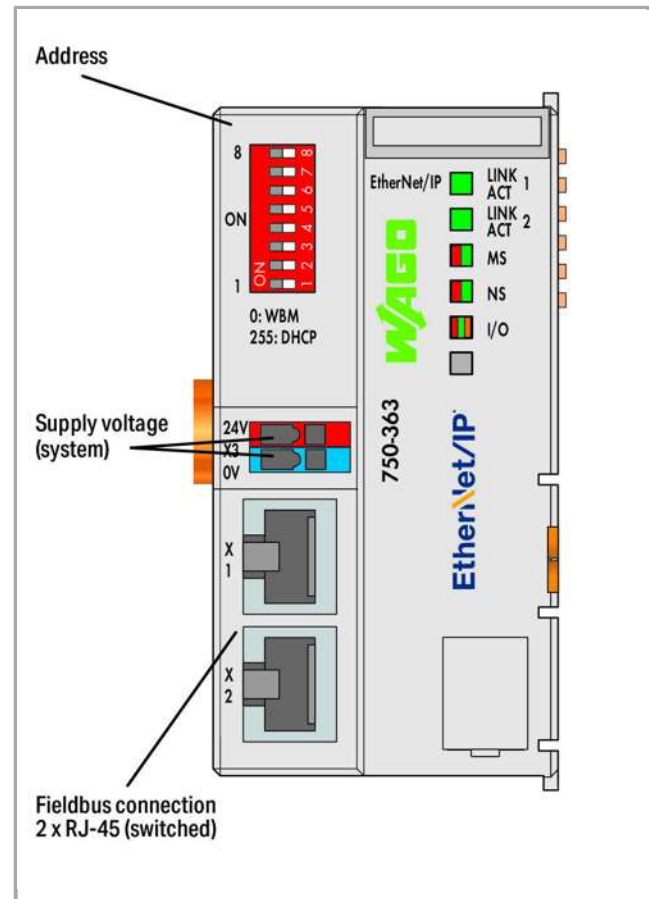 Address
8
ON
1
ON
8
7
6
5
4
3
2
1
0: WBM
255: DHCP
Supply voltage
(system)
24V
X3
0V
X
1
X
2
Fieldbus connection
2 x RJ-45 (switched)
EtherNet/IP
LINK 1
ACT
LINK 2
ACT
MS
NS
I/O
WAGO
750-363
EtherNet/IP